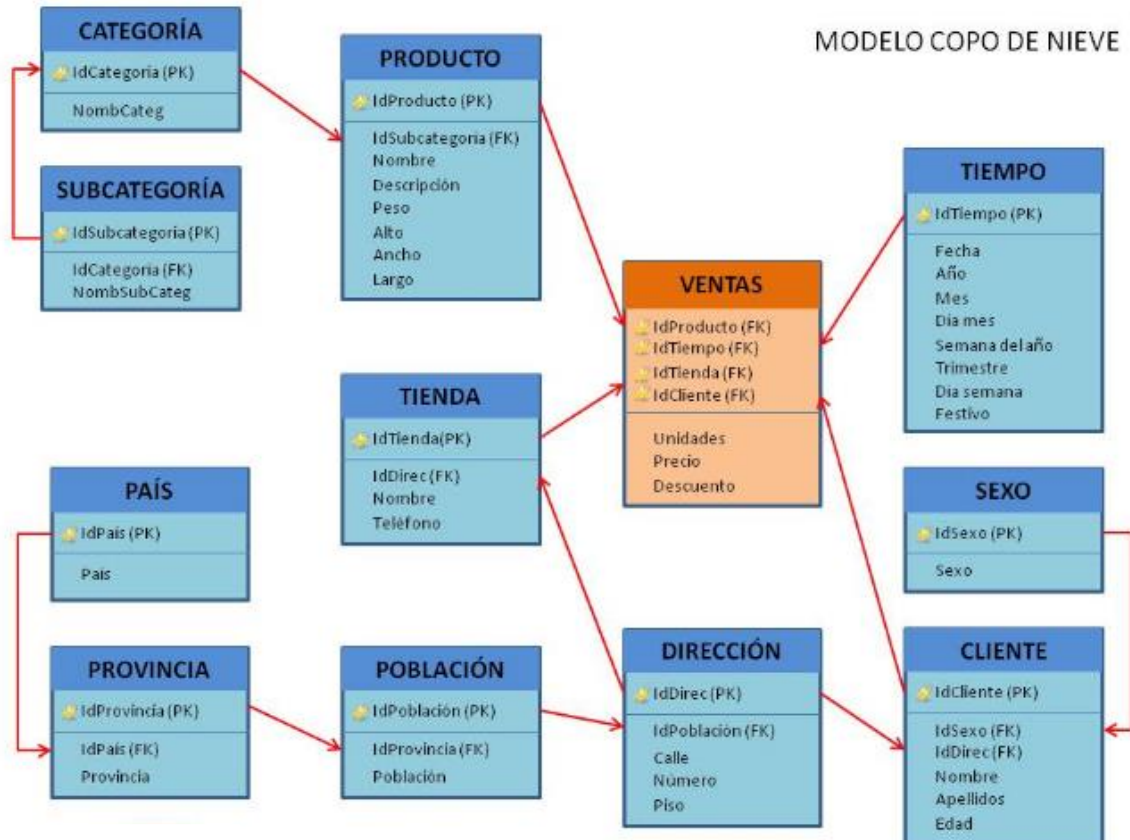 MODELO COPO DE NIEVE
CATEGORÍA
IdCategoria (PK)
NombCateg
SUBCATEGORÍA
IdSubcategoria (PK)
IdCategoria (FK)
NombSubCateg
PRODUCTO
IdProducto (PK)
IdSubcategoria (FK)
Nombre
Descripción
Peso
Alto
Ancho
Largo
TIEMPO
IdTiempo (PK)
Fecha
Año
Mes
Dia mes
Semana del año
Trimestre
Dia semana
Festivo
VENTAS
IdProducto (FK)
IdTiempo (FK)
IdTienda (FK)
IdCliente (FK)
Unidades
Precio
Descuento
TIENDA
IdTienda(PK)
IdDirec (FK)
Nombre
Teléfono
PAÍS
IdPais (PK)
Pais
SEXO
IdSexo (PK)
Sexo
PROVINCIA
IdProvincia (PK)
IdPais (FK)
Provincia
POBLACIÓN
IdPoblación (PK)
IdProvincia (FK)
Población
DIRECCIÓN
IdDirec (PK)
IdPoblación (FK)
Calle
Número
Piso
CLIENTE
IdCliente (PK)
IdSexo (FK)
IdDirec (FK)
Nombre
Apellidos
Edad